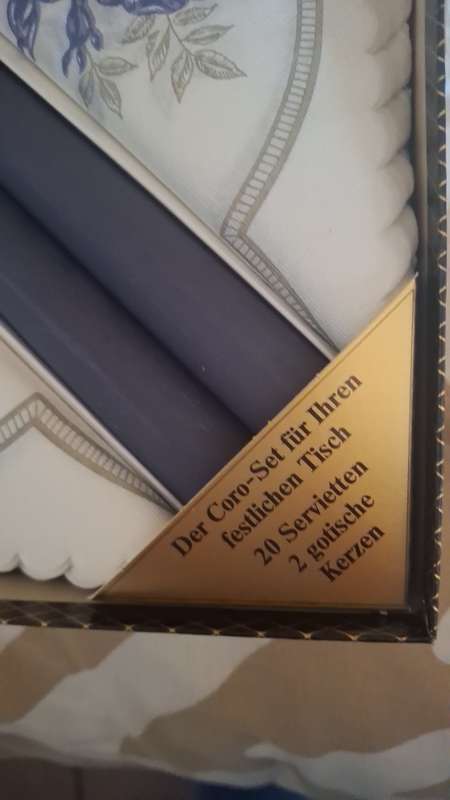 Der Coro-Set für Ihren
festlichen Tisch
20 Servietten
2 gotische
Kerzen